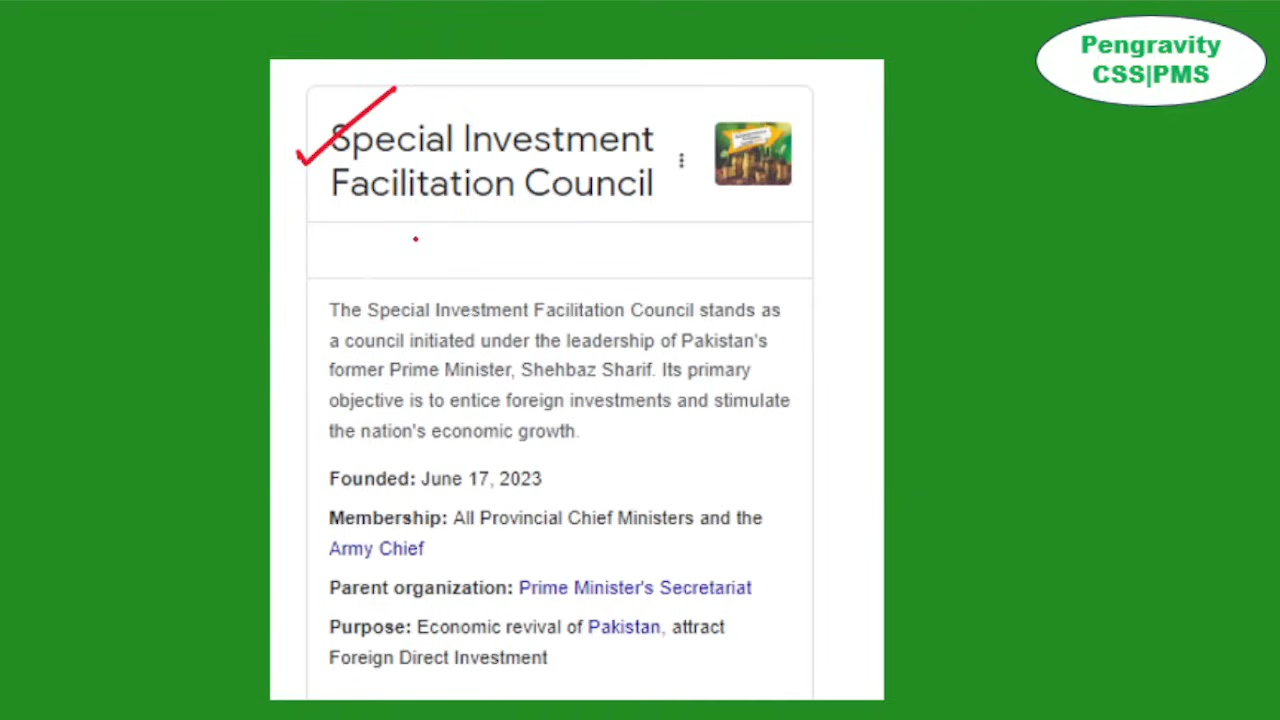 Pengravity
CSS|PMS
Special Investment
Facilitation Council
The Special Investment Facilitation Council stands as
a council initiated under the leadership of Pakistan's
former Prime Minister, Shehbaz Sharif. Its primary
objective is to entice foreign investments and stimulate
the nation's economic growth.
Founded: June 17, 2023
Membership: All Provincial Chief Ministers and the
Army Chief
Parent organization: Prime Minister's Secretariat
Purpose: Economic revival of Pakistan, attract
Foreign Direct Investment